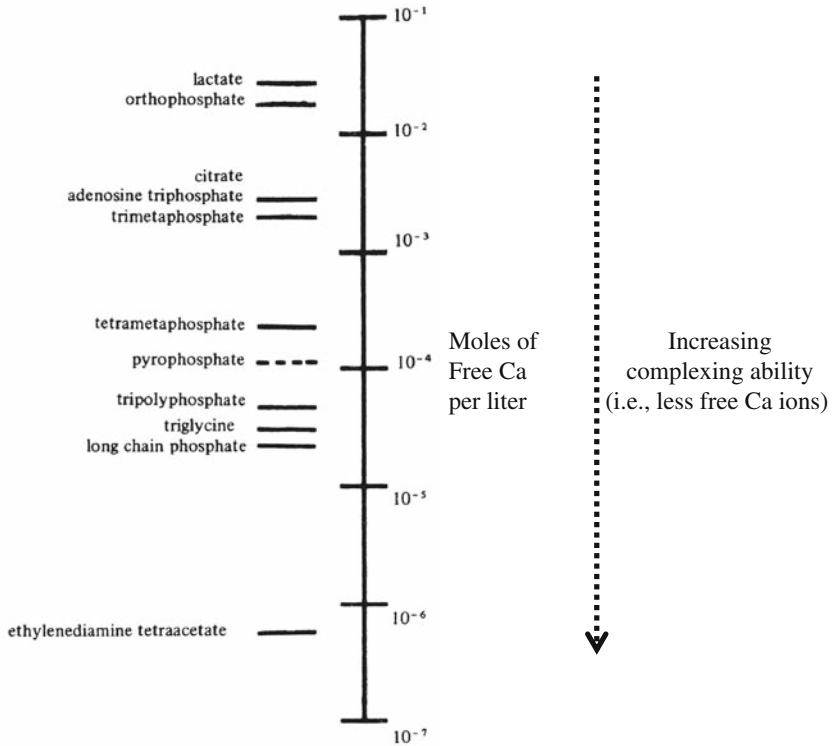 10⁻¹
lactate
orthophosphate
10⁻²
citrate
adenosine triphosphate
trimetaphosphate
10⁻³
tetrametaphosphate
pyrophosphate
10⁻⁴
tripolyphosphate
triglycine
long chain phosphate
10⁻⁵
10⁻⁶
ethylenediamine tetraacetate
10⁻⁷
Moles of
Free Ca
per liter
Increasing
complexing ability
(i.e., less free Ca ions)